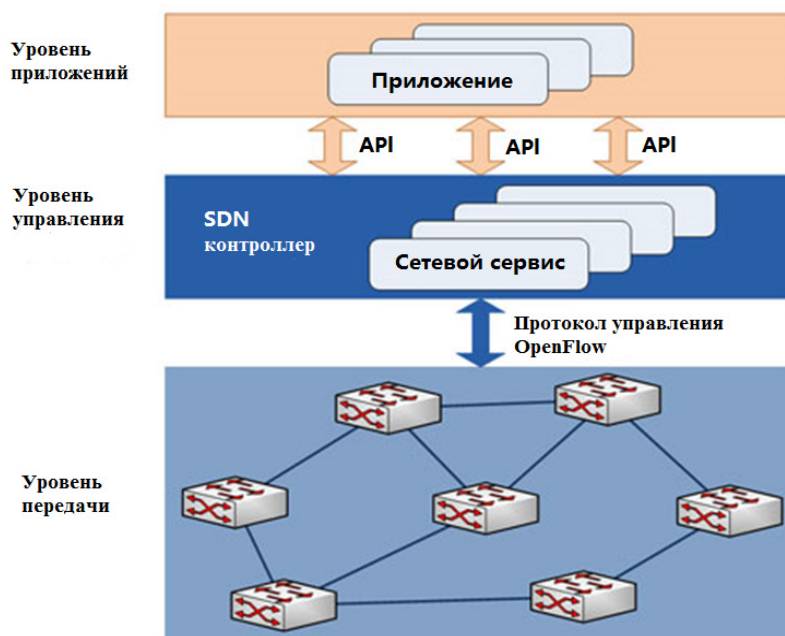 Уровень
приложений
Приложение
API
API
API
Уровень
управления
SDN
контроллер
Сетевой сервис
Протокол управления
OpenFlow
Уровень
передачи